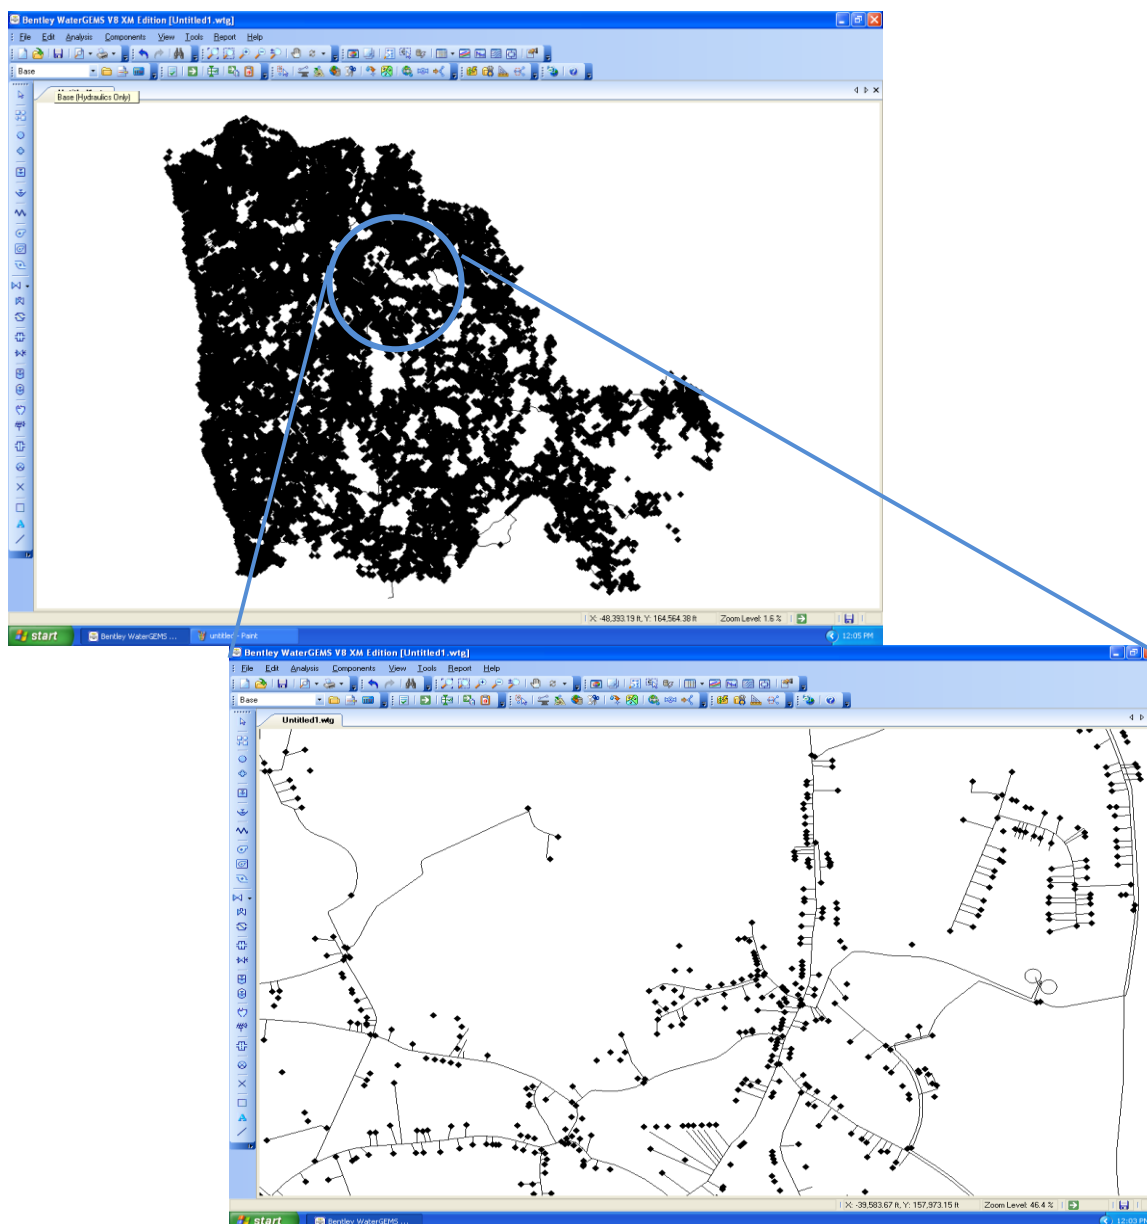 Bentley WaterGEMS V8 XM Edition [Untitled1.wtg]
File Edit Analysis Components View Tools Report Help
Base
Base (Hydraulics Only)
X: -48,393.19 ft, Y: 164,564.38 ft Zoom Level: 1.6 %
start Bentley WaterGEMS ... untitled - Paint 12:05 PM
Bentley WaterGEMS V8 XM Edition [Untitled1.wtg]
File Edit Analysis Components View Tools Report Help
Base
Untitled1.wtg
X: -39,583.67 ft, Y: 157,973.15 ft Zoom Level: 46.4 %
start Bentley WaterGEMS ... 12:03 PM